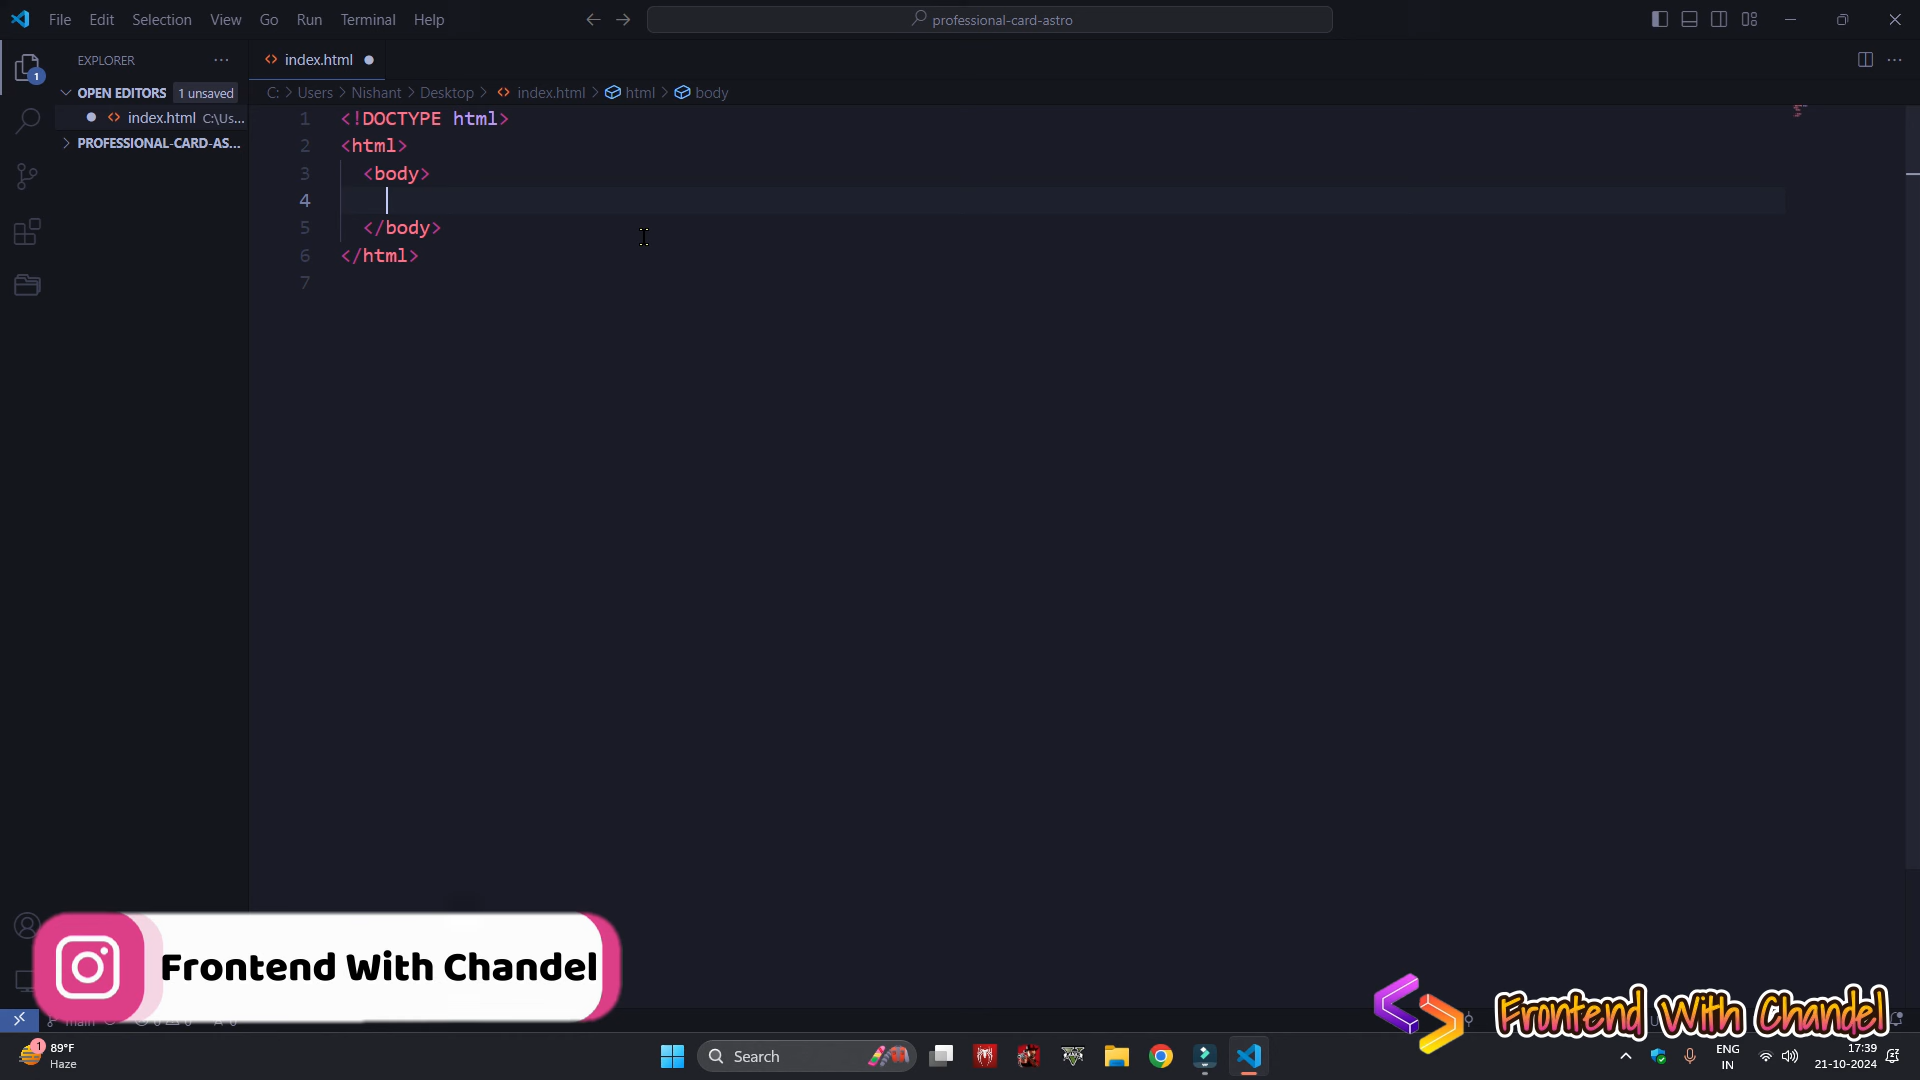 File Edit Selection View Go Run Terminal Help
professional-card-astro
EXPLORER
index.html
OPEN EDITORS 1 unsaved
C: > Users > Nishant > Desktop > index.html > html > body
index.html C:\Us...
PROFESSIONAL-CARD-AS...
1
1 <!DOCTYPE html>
2 <html>
3 <body>
4
5 </body>
6 </html>
7
Frontend With Chandel
Frontend With Chandel
main
1
89°F
Haze
Search
ENG
IN
17:39
21-10-2024